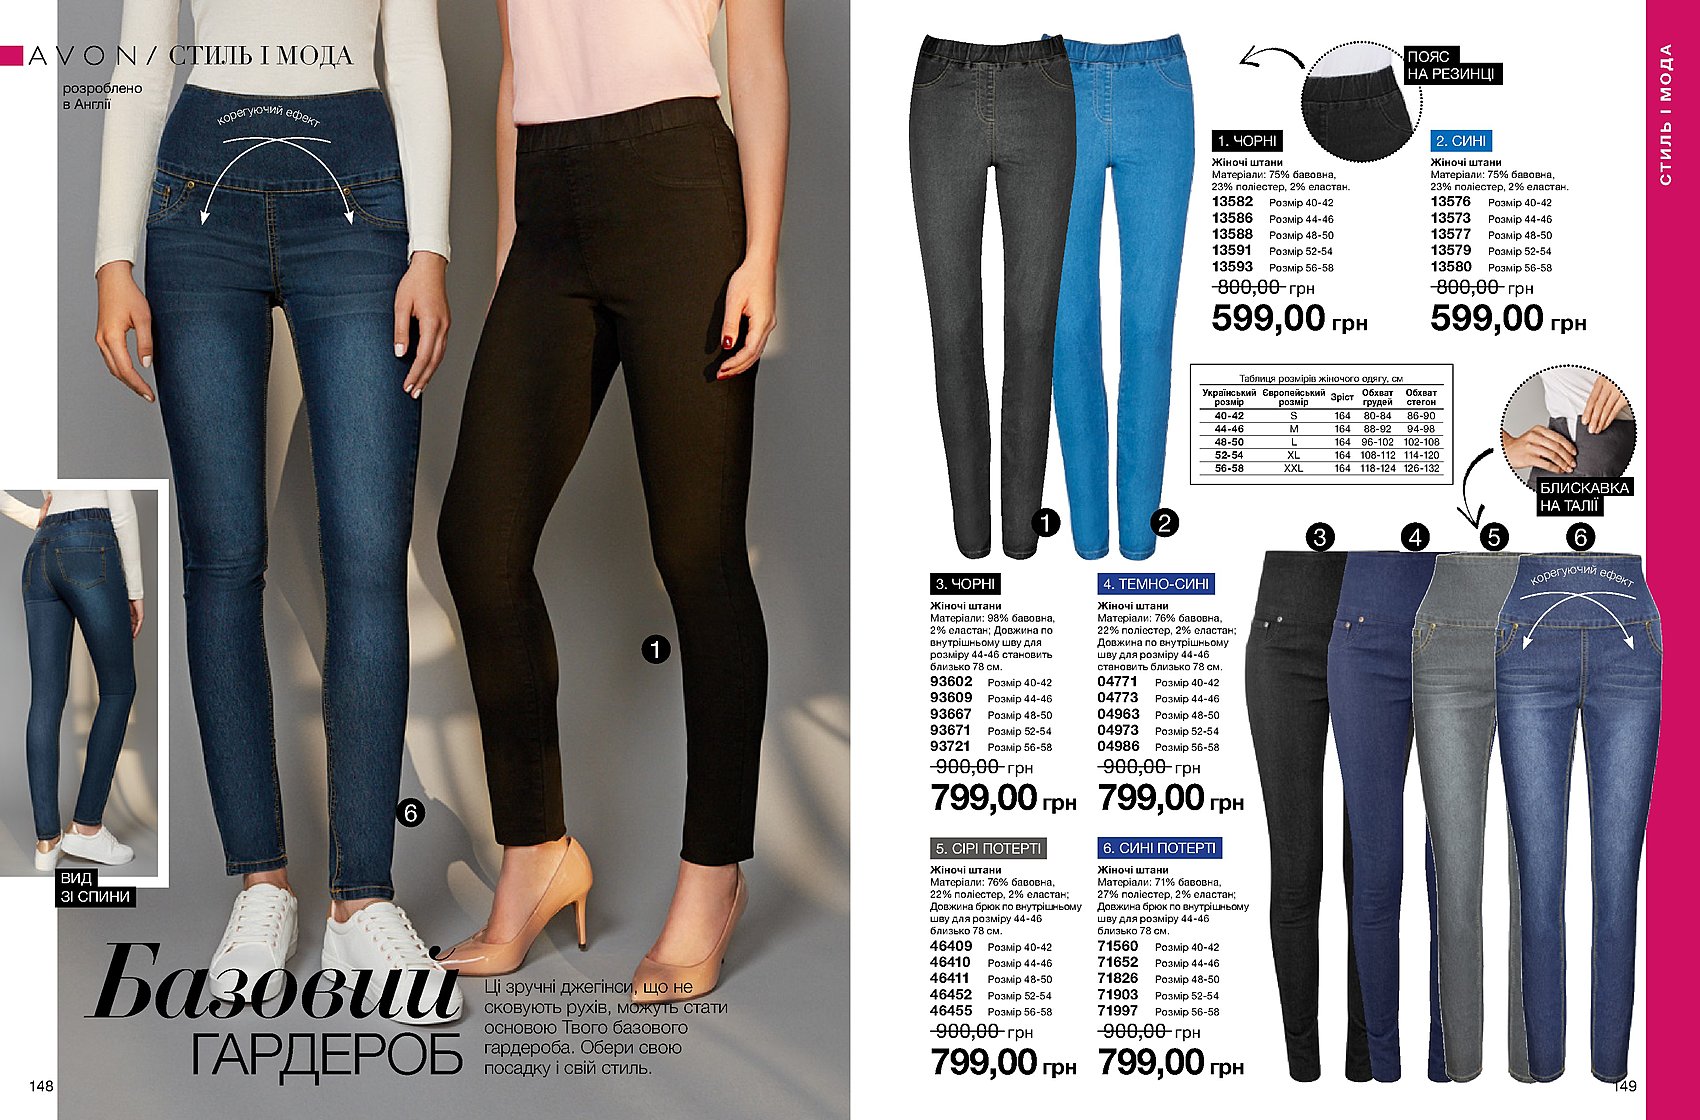 AVON / СТИЛЬ І МОДА
розроблено
в Англії
корегуючий ефект
6
1
ВИД
ЗІ СПИНИ
Базовий
ГАРДЕРОБ
Ці зручні джегінси, що не
сковують рухів, можуть стати
основою Твого базового
гардероба. Обери свою
посадку і свій стиль.
148
ПОЯС
НА РЕЗИНЦІ
СТИЛЬ І МОДА
1
2
1. ЧОРНІ
Жіночі штани
Матеріали: 75% бавовна,
23% поліестер, 2% еластан.
13582 Розмір 40-42
13586 Розмір 44-46
13588 Розмір 48-50
13591 Розмір 52-54
13593 Розмір 56-58
800,00 грн
599,00 грн
2. СИНІ
Жіночі штани
Матеріали: 75% бавовна,
23% поліестер, 2% еластан.
13576 Розмір 40-42
13573 Розмір 44-46
13577 Розмір 48-50
13579 Розмір 52-54
13580 Розмір 56-58
800,00 грн
599,00 грн
Таблиця розмірів жіночого одягу, см
Український розмір Європейський розмір Зріст Обхват грудей Обхват стегон
40-42 S 164 80-84 86-90
44-46 M 164 88-92 94-98
48-50 L 164 96-102 102-108
52-54 XL 164 108-112 114-120
56-58 XXL 164 118-124 126-132
БЛИСКАВКА
НА ТАЛІЇ
3
4
5
6
корегуючий ефект
3. ЧОРНІ
Жіночі штани
Матеріали: 98% бавовна,
2% еластан; Довжина по
внутрішньому шву для
розміру 44-46 становить
близько 78 см.
93602 Розмір 40-42
93609 Розмір 44-46
93667 Розмір 48-50
93671 Розмір 52-54
93721 Розмір 56-58
900,00 грн
799,00 грн
4. ТЕМНО-СИНІ
Жіночі штани
Матеріали: 76% бавовна,
22% поліестер, 2% еластан;
Довжина по внутрішньому
шву для розміру 44-46
становить близько 78 см.
04771 Розмір 40-42
04773 Розмір 44-46
04963 Розмір 48-50
04973 Розмір 52-54
04986 Розмір 56-58
900,00 грн
799,00 грн
5. СІРІ ПОТЕРТІ
Жіночі штани
Матеріали: 76% бавовна,
22% поліестер, 2% еластан;
Довжина брюк по внутрішньому
шву для розміру 44-46
близько 78 см.
46409 Розмір 40-42
46410 Розмір 44-46
46411 Розмір 48-50
46452 Розмір 52-54
46455 Розмір 56-58
900,00 грн
799,00 грн
6. СИНІ ПОТЕРТІ
Жіночі штани
Матеріали: 71% бавовна,
27% поліестер, 2% еластан;
Довжина брюк по внутрішньому
шву для розміру 44-46
близько 78 см.
71560 Розмір 40-42
71652 Розмір 44-46
71826 Розмір 48-50
71903 Розмір 52-54
71997 Розмір 56-58
900,00 грн
799,00 грн
149